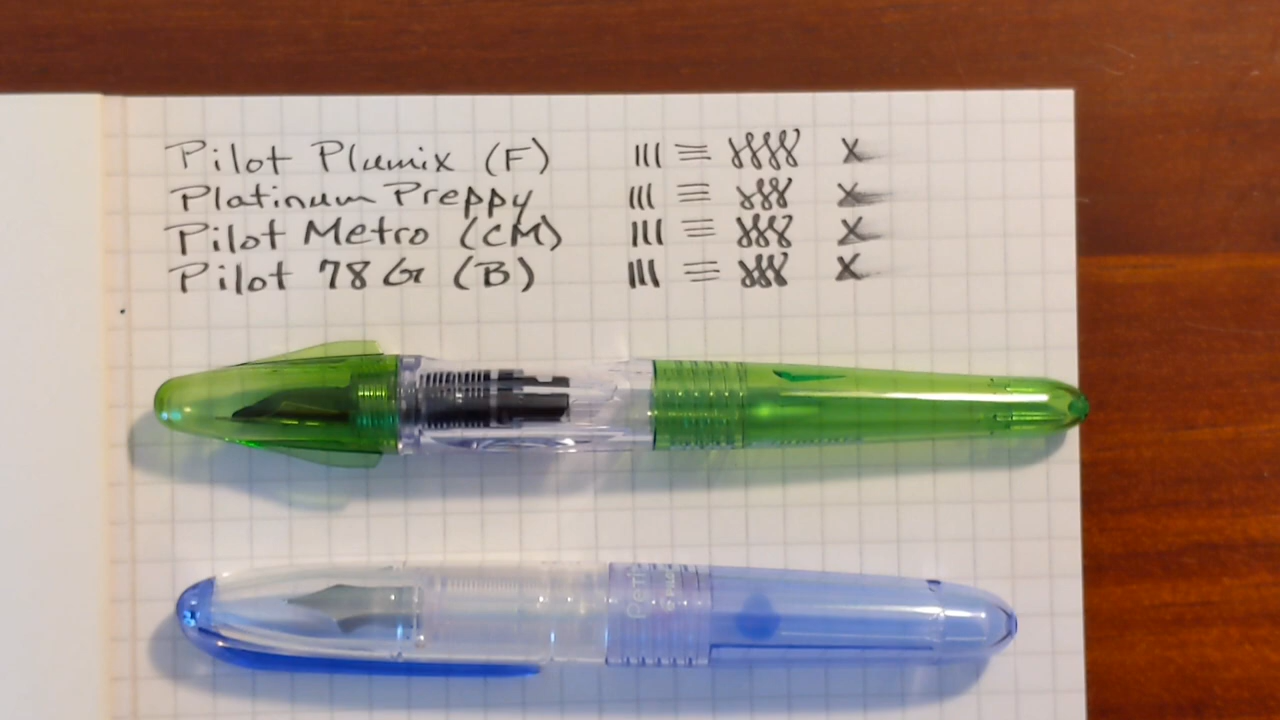 Pilot Plumix (F)
Platinum Preppy
Pilot Metro (CM)
Pilot 78G (B)